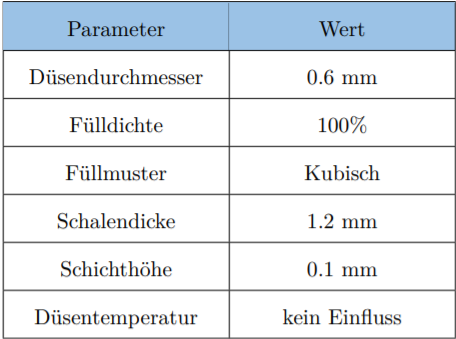 Parameter Wert
Düsendurchmesser 0.6 mm
Fülldichte 100%
Füllmuster Kubisch
Schalendicke 1.2 mm
Schichthöhe 0.1 mm
Düsentemperatur kein Einfluss